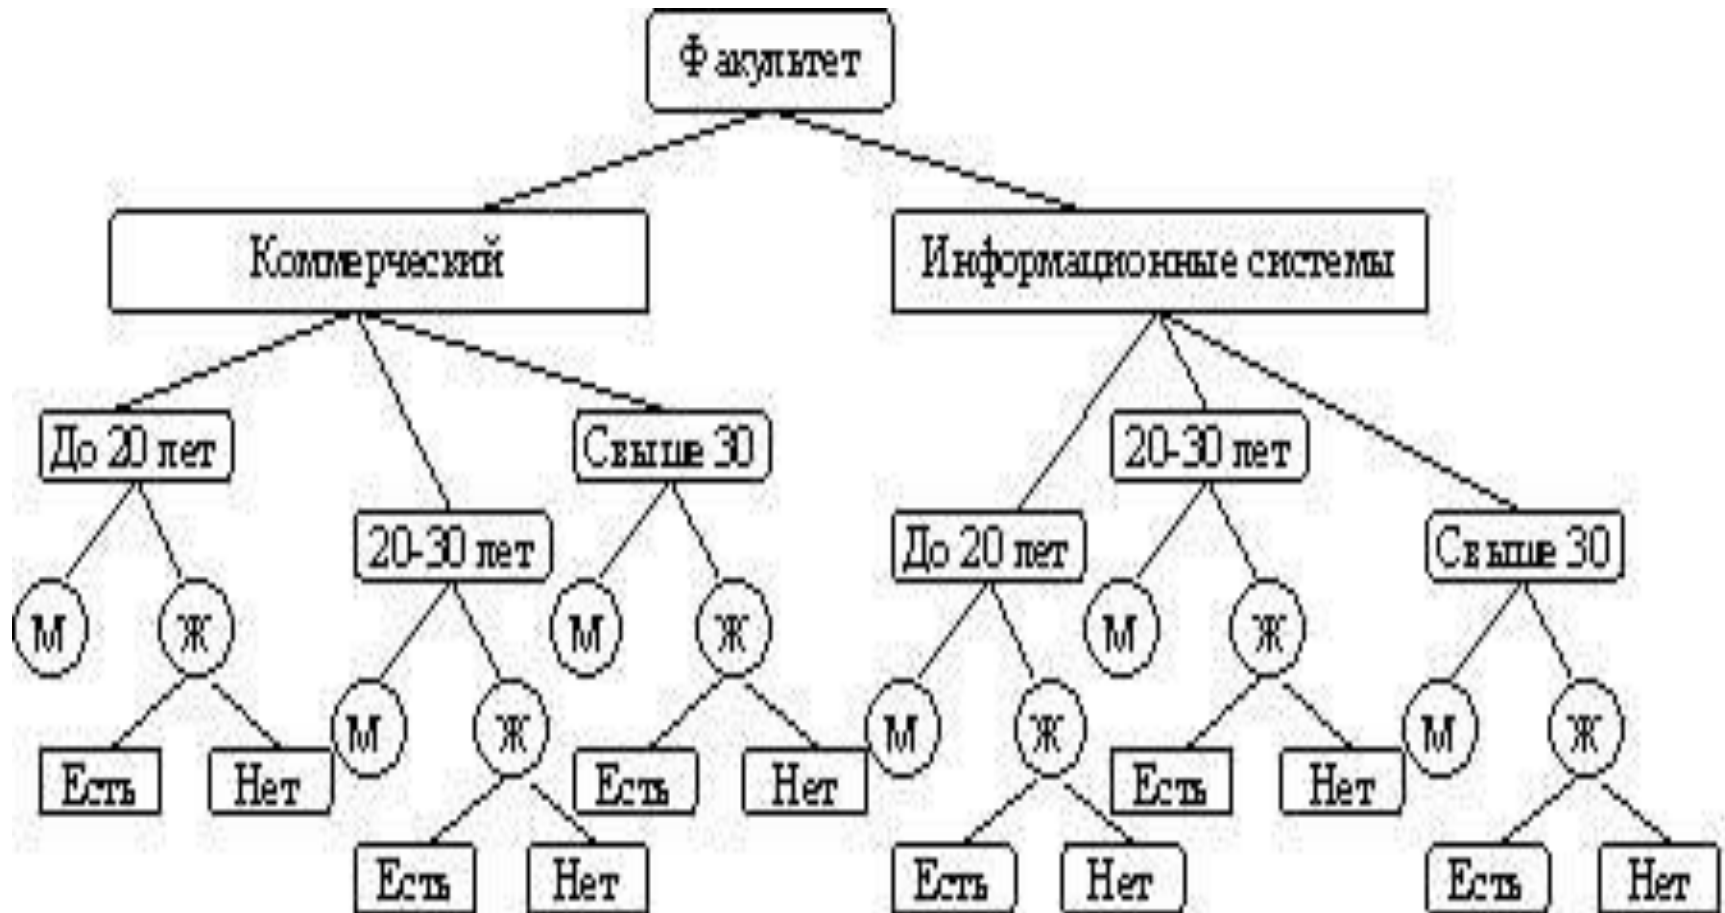 Факультет
Коммерческий
Информационные системы
До 20 лет
Свыше 30
20-30 лет
20-30 лет
До 20 лет
Свыше 30
М
Ж
М
Ж
М
Ж
М
Ж
М
Ж
М
Ж
Есть
Нет
Есть
Нет
Есть
Нет
Есть
Нет
Есть
Нет
Есть
Нет